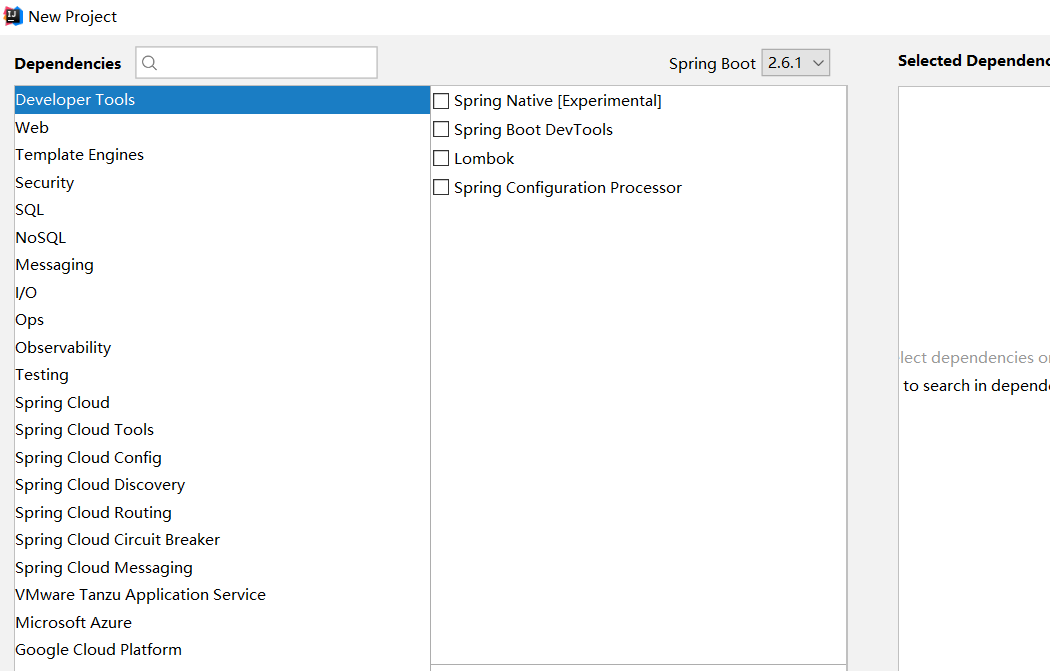 New Project
Dependencies
Spring Boot 2.6.1
Selected Dependenc
Developer Tools
Web
Template Engines
Security
SQL
NoSQL
Messaging
I/O
Ops
Observability
Testing
Spring Cloud
Spring Cloud Tools
Spring Cloud Config
Spring Cloud Discovery
Spring Cloud Routing
Spring Cloud Circuit Breaker
Spring Cloud Messaging
VMware Tanzu Application Service
Microsoft Azure
Google Cloud Platform
Spring Native [Experimental]
Spring Boot DevTools
Lombok
Spring Configuration Processor
lect dependencies o
to search in depend